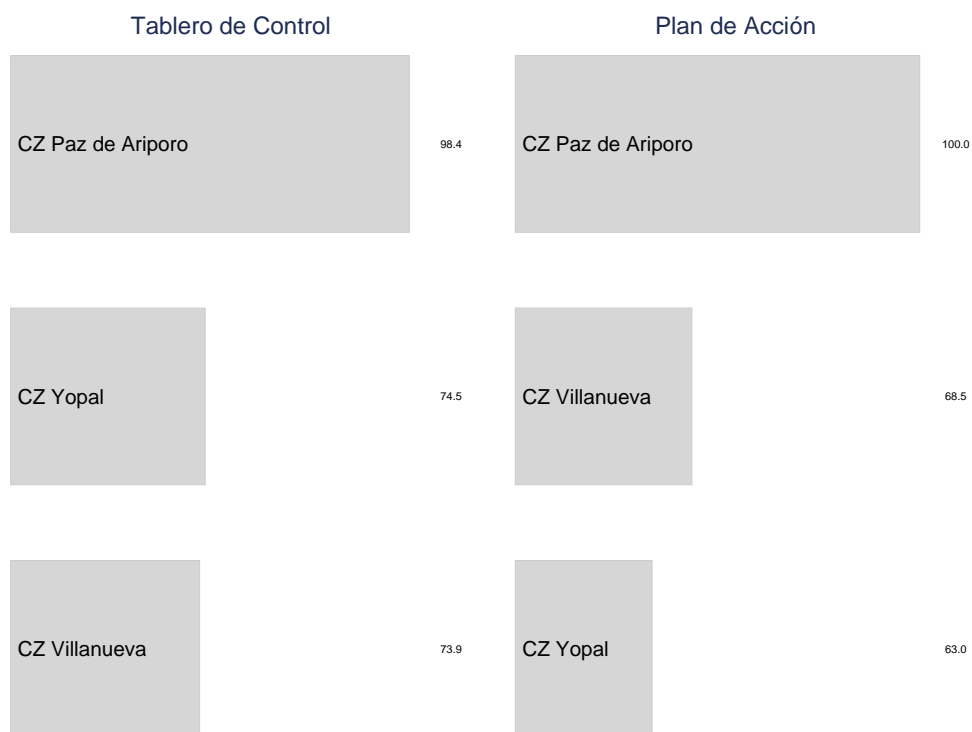 Tablero de Control
CZ Paz de Ariporo 98.4
CZ Yopal 74.5
CZ Villanueva 73.9
Plan de Acción
CZ Paz de Ariporo 100.0
CZ Villanueva 68.5
CZ Yopal 63.0